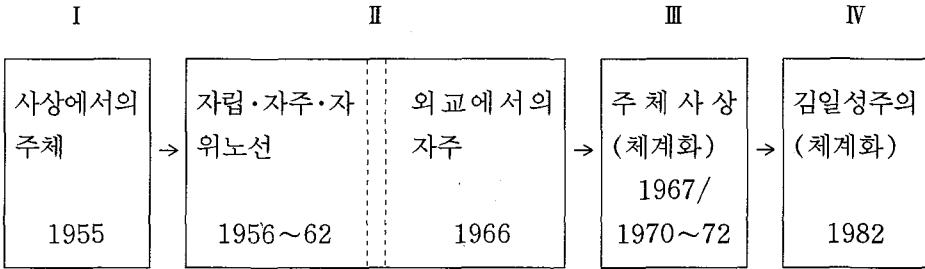 Ⅰ Ⅱ Ⅲ Ⅳ
사상에서의
주체
1955
→
자립·자주·자
위노선
1956~62
외교에서의
자주
1966
→
주체사상
(체계화)
1967/
1970~72
→
김일성주의
(체계화)
1982